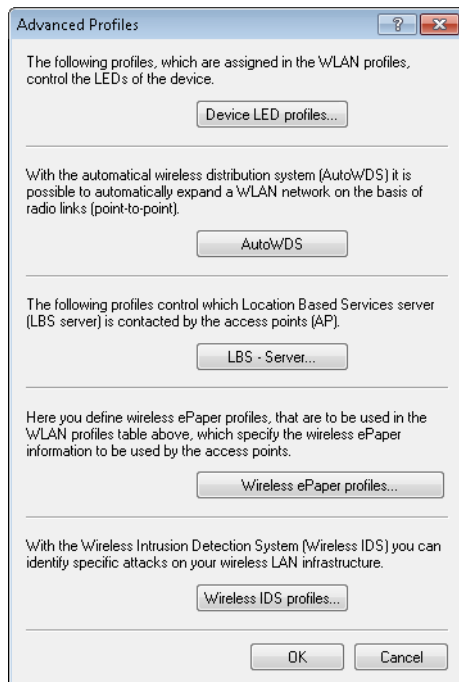 Advanced Profiles
?
The following profiles, which are assigned in the WLAN profiles,
control the LEDs of the device.
Device LED profiles...
With the automatical wireless distribution system (AutoWDS) it is
possible to automatically expand a WLAN network on the basis of
radio links (point-to-point).
AutoWDS
The following profiles control which Location Based Services server
(LBS server) is contacted by the access points (AP).
LBS - Server...
Here you define wireless ePaper profiles, that are to be used in the
WLAN profiles table above, which specify the wireless ePaper
information to be used by the access points.
Wireless ePaper profiles...
With the Wireless Intrusion Detection System (Wireless IDS) you can
identify specific attacks on your wireless LAN infrastructure.
Wireless IDS profiles...
OK Cancel